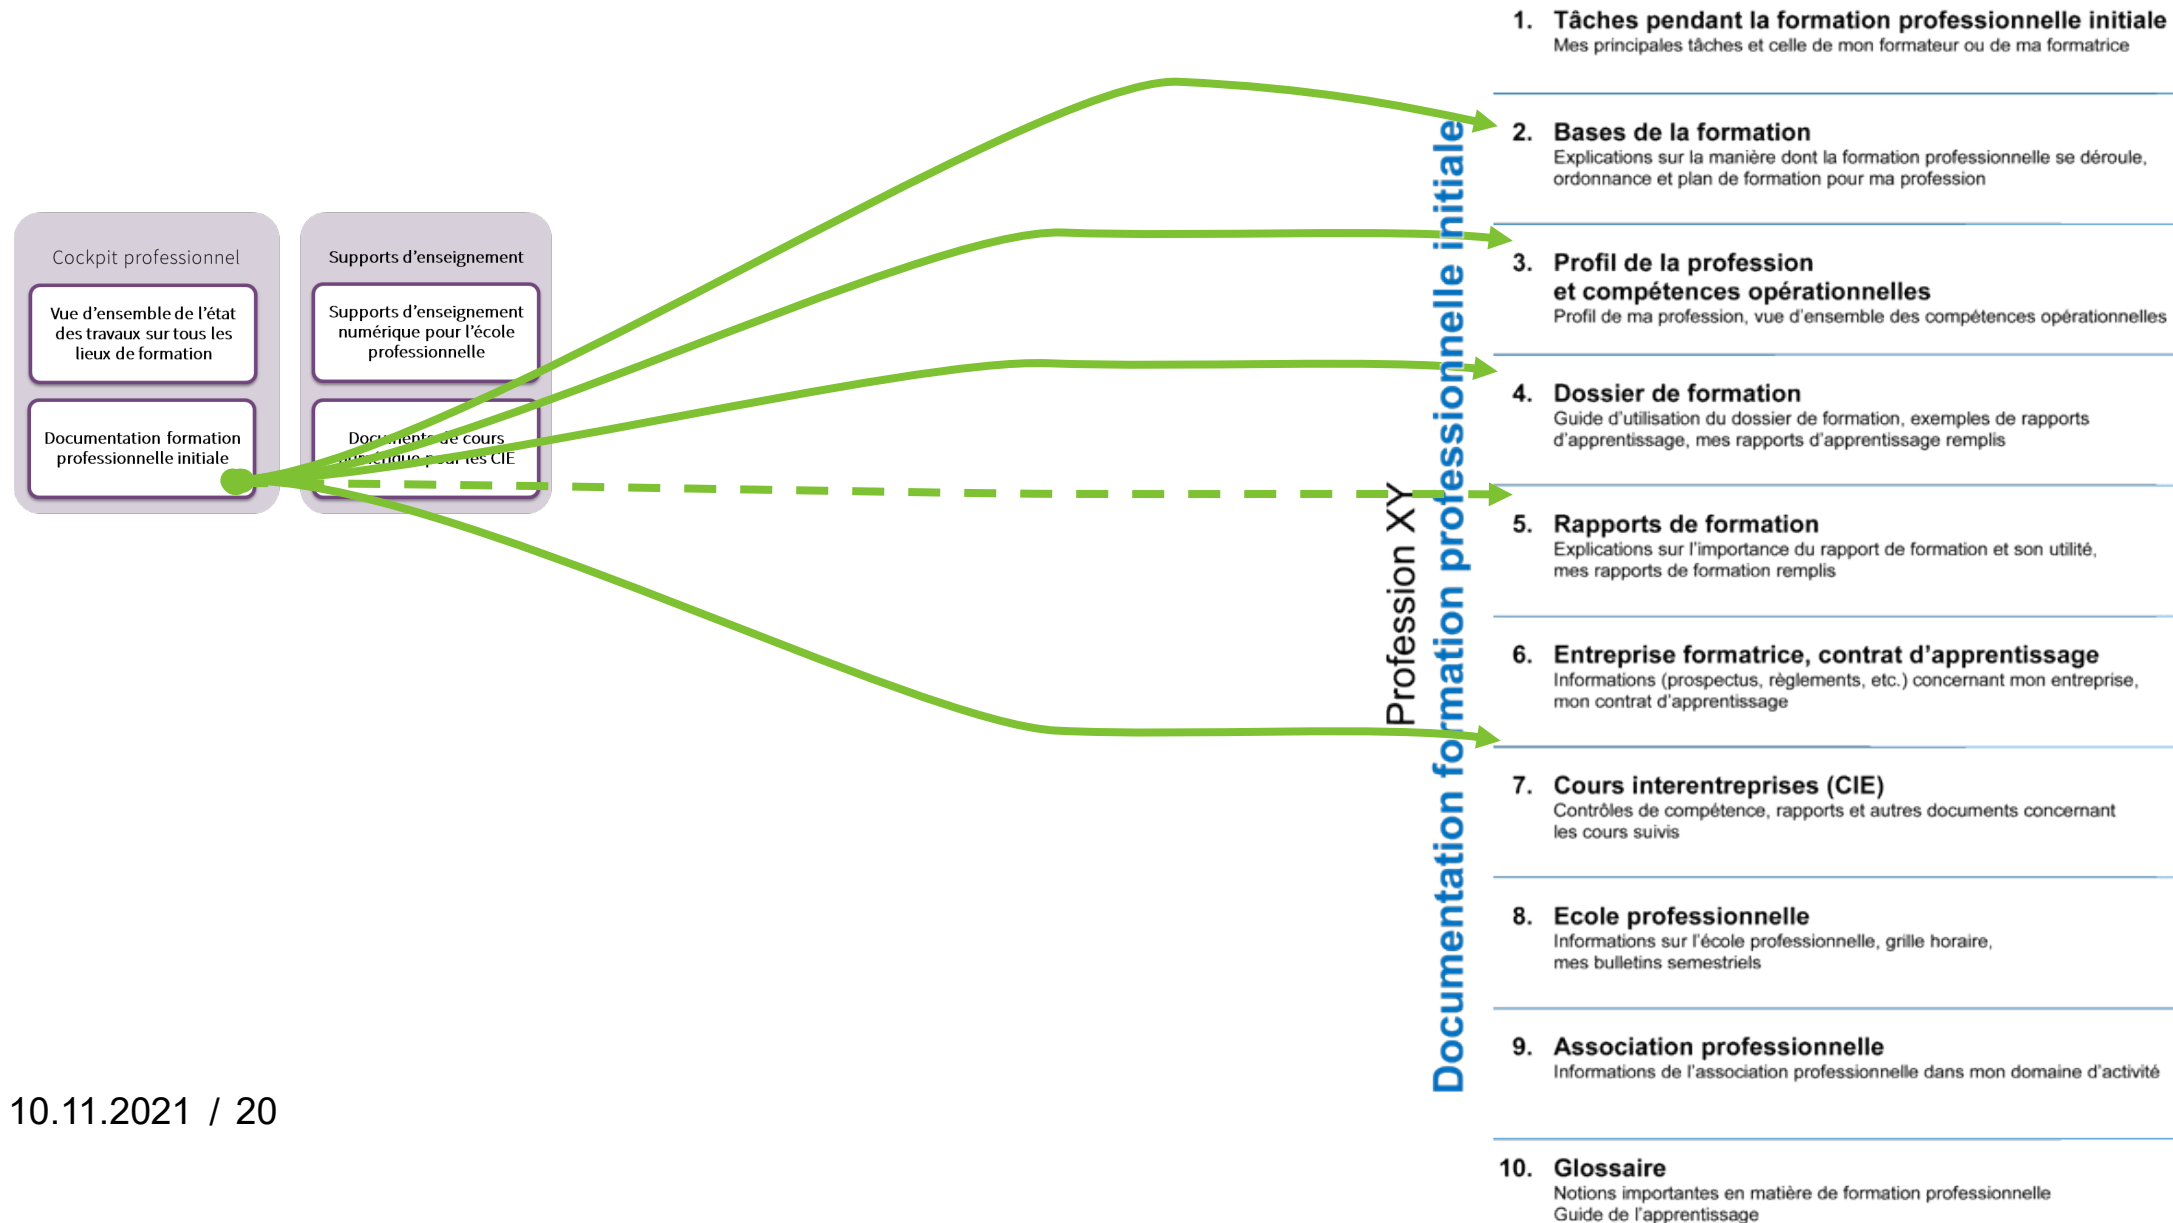 Cockpit professionnel
Vue d’ensemble de l’état
des travaux sur tous les
lieux de formation
Documentation formation
professionnelle initiale
Supports d’enseignement
Supports d’enseignement
numérique pour l’école
professionnelle
Documents de cours
numérique pour les CIE
10.11.2021 / 20
Profession XY
Documentation formation professionnelle initiale
1. Tâches pendant la formation professionnelle initiale
Mes principales tâches et celle de mon formateur ou de ma formatrice
2. Bases de la formation
Explications sur la manière dont la formation professionnelle se déroule,
ordonnance et plan de formation pour ma profession
3. Profil de la profession
et compétences opérationnelles
Profil de ma profession, vue d’ensemble des compétences opérationnelles
4. Dossier de formation
Guide d’utilisation du dossier de formation, exemples de rapports
d’apprentissage, mes rapports d’apprentissage remplis
5. Rapports de formation
Explications sur l’importance du rapport de formation et son utilité,
mes rapports de formation remplis
6. Entreprise formatrice, contrat d’apprentissage
Informations (prospectus, règlements, etc.) concernant mon entreprise,
mon contrat d’apprentissage
7. Cours interentreprises (CIE)
Contrôles de compétence, rapports et autres documents concernant
les cours suivis
8. Ecole professionnelle
Informations sur l’école professionnelle, grille horaire,
mes bulletins semestriels
9. Association professionnelle
Informations de l’association professionnelle dans mon domaine d’activité
10. Glossaire
Notions importantes en matière de formation professionnelle
Guide de l’apprentissage